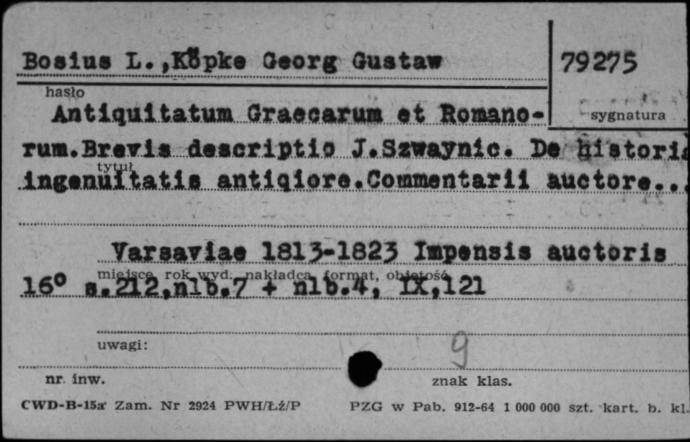 Bosius L.,Köpke Georg Gustaw 79275
hasło
Antiquitatum Graecarum et Romano- sygnatura
rum.Brevis descriptio J.Szwaynic. De historia
tytuł
ingenuitatis antiqiore.Commentarii auctore...
Varsaviae 1813-1823 Impensis auctoris
miejsce, rok wyd. nakładca, format, objętość
16° s.212,nlb.7 + nlb.4, IX,121
uwagi: 9
nr. inw. znak klas.
CWD-B-15a Zam. Nr 2924 PWH/Łź/P PZG w Pab. 912-64 1 000 000 szt. kart. b. kl.